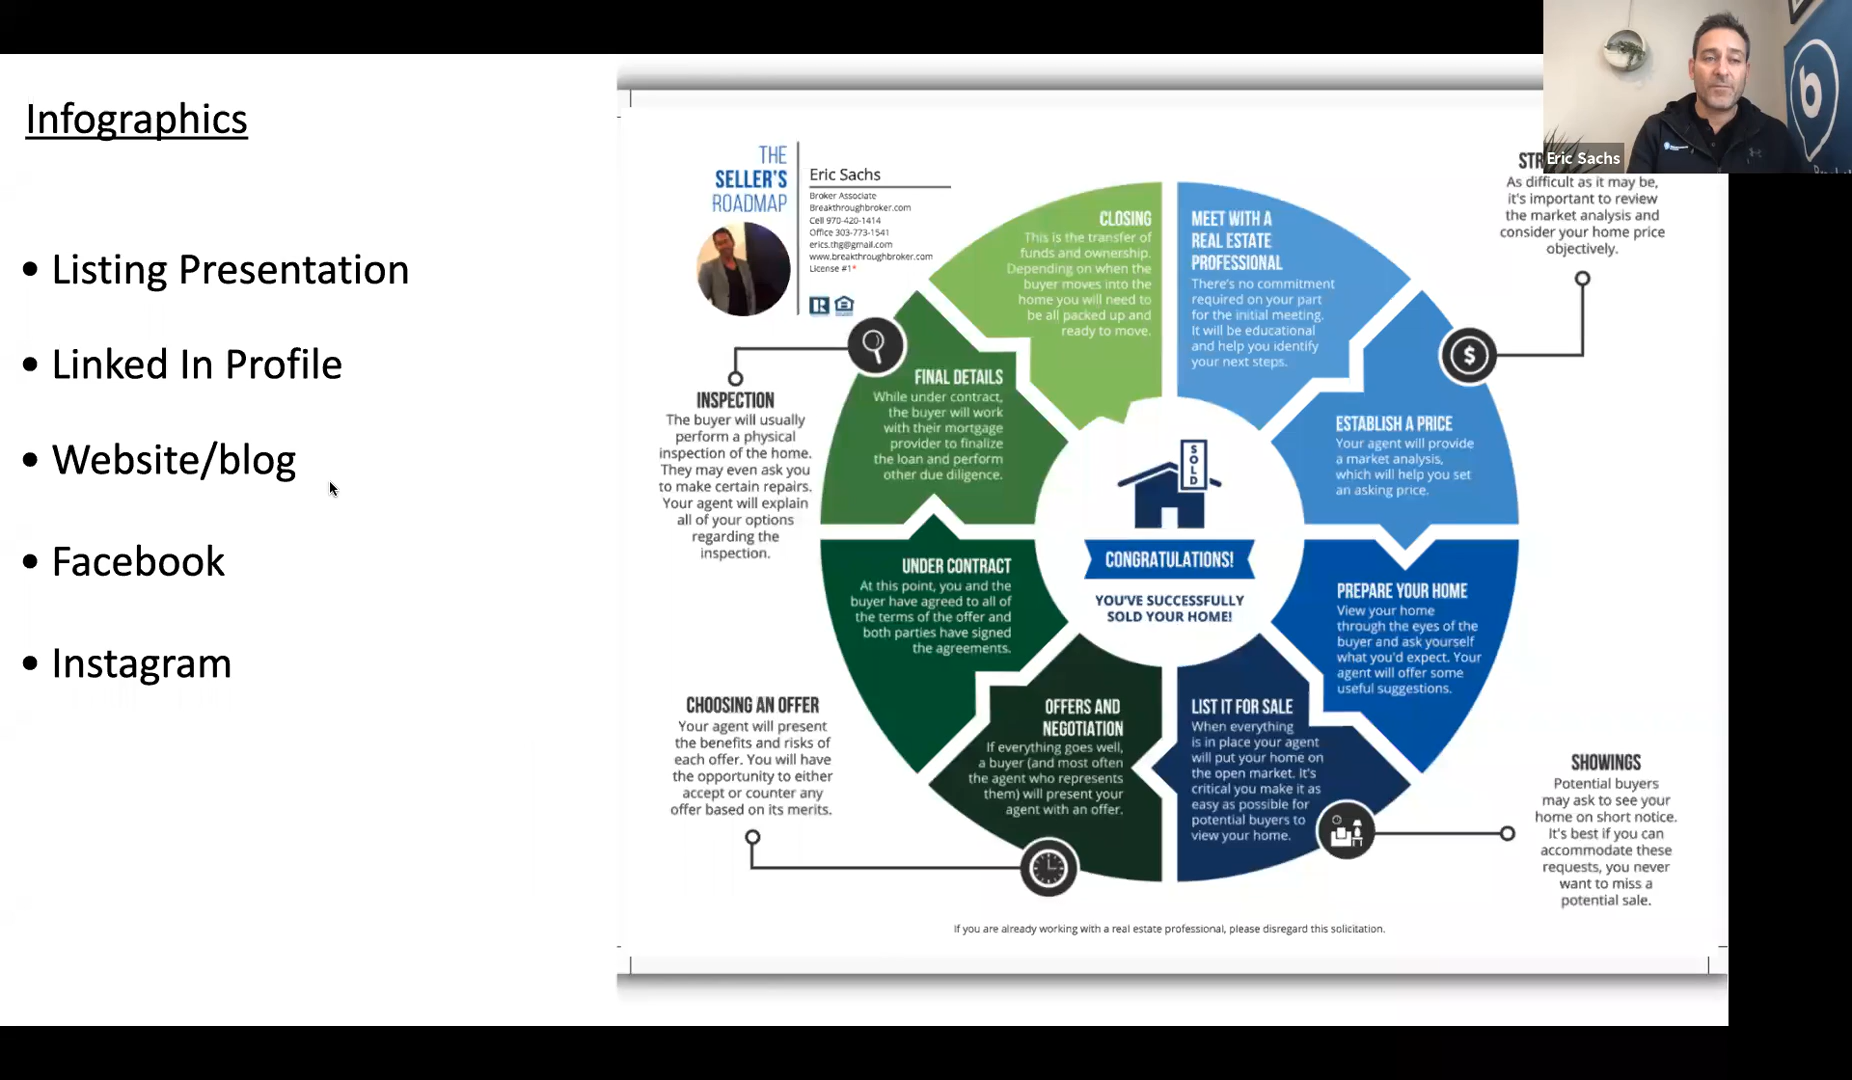 Infographics
• Listing Presentation
• Linked In Profile
• Website/blog
• Facebook
• Instagram
THE
SELLER'S
ROADMAP
Eric Sachs
Broker Associate
Breakthroughbroker.com
Cell 970-420-1414
Office 303-773-1541
erics.thg@gmail.com
www.breakthroughbroker.com
License #1*
CLOSING
This is the transfer of
funds and ownership.
Depending on when the
buyer moves into the
home you will need to
be all packed up and
ready to move.
MEET WITH A
REAL ESTATE
PROFESSIONAL
There's no commitment
required on your part
for the initial meeting.
It will be educational
and help you identify
your next steps.
As difficult as it may be,
it's important to review
the market analysis and
consider your home price
objectively.
$
ESTABLISH A PRICE
Your agent will provide
a market analysis,
which will help you set
an asking price.
PREPARE YOUR HOME
View your home
through the eyes of the
buyer and ask yourself
what you'd expect. Your
agent will offer some
useful suggestions.
LIST IT FOR SALE
When everything
is in place your agent
will put your home on
the open market. It's
critical you make it as
easy as possible for
potential buyers to
view your home.
SHOWINGS
Potential buyers
may ask to see your
home on short notice.
It's best if you can
accommodate these
requests, you never
want to miss a
potential sale.
OFFERS AND
NEGOTIATION
If everything goes well,
a buyer (and most often
the agent who represents
them) will present your
agent with an offer.
CHOOSING AN OFFER
Your agent will present
the benefits and risks of
each offer. You will have
the opportunity to either
accept or counter any
offer based on its merits.
UNDER CONTRACT
At this point, you and the
buyer have agreed to all of
the terms of the offer and
both parties have signed
the agreements.
FINAL DETAILS
While under contract,
the buyer will work
with their mortgage
provider to finalize
the loan and perform
other due diligence.
INSPECTION
The buyer will usually
perform a physical
inspection of the home.
They may even ask you
to make certain repairs.
Your agent will explain
all of your options
regarding the
inspection.
SOLD
CONGRATULATIONS!
YOU'VE SUCCESSFULLY
SOLD YOUR HOME!
If you are already working with a real estate professional, please disregard this solicitation.
Eric Sachs
b